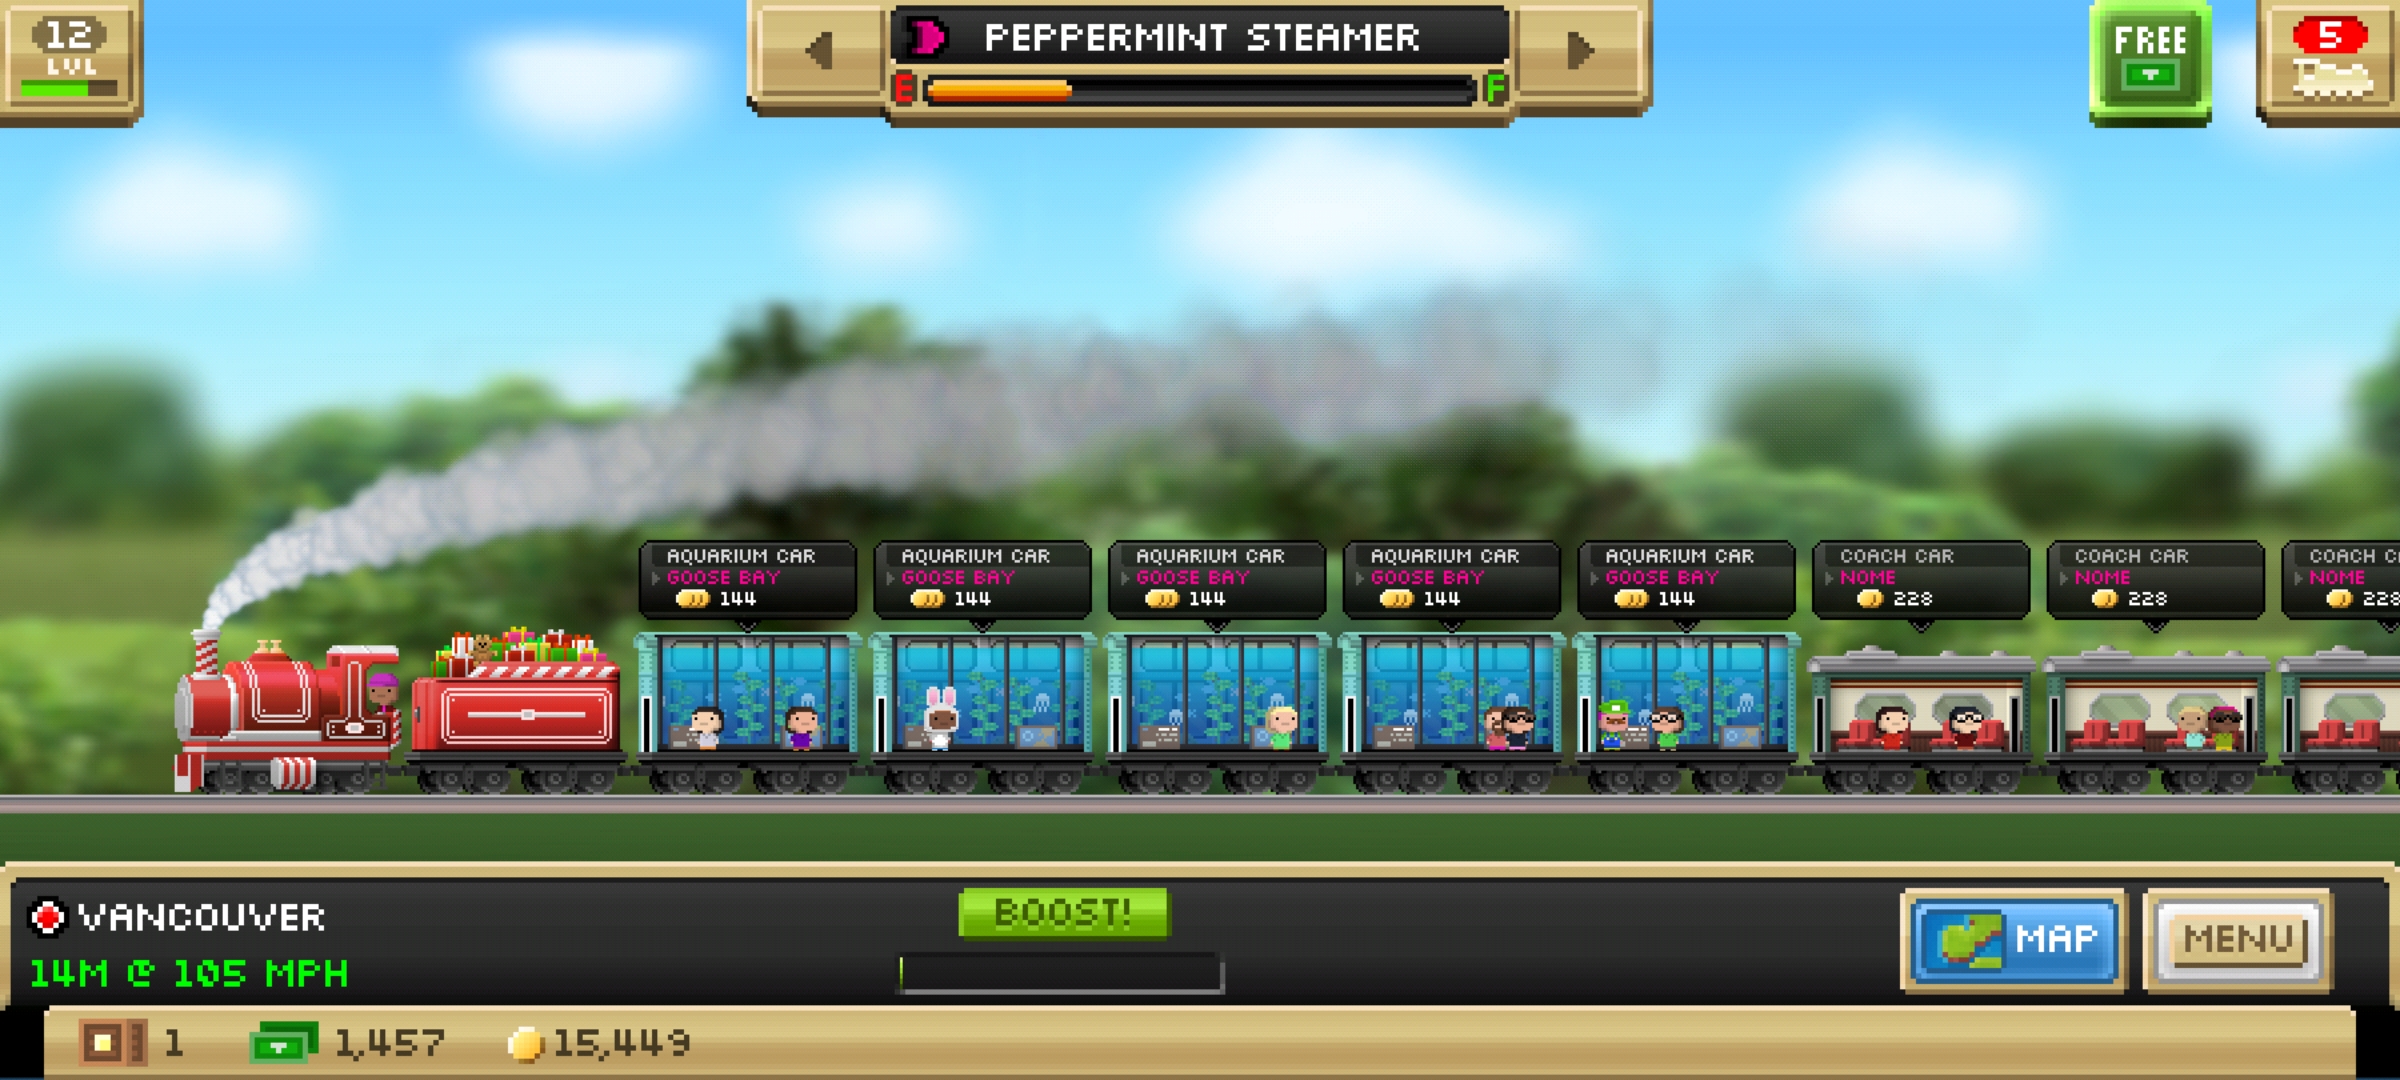 12
LVL
PEPPERMINT STEAMER
E F
FREE
5
AQUARIUM CAR
GOOSE BAY
144
AQUARIUM CAR
GOOSE BAY
144
AQUARIUM CAR
GOOSE BAY
144
AQUARIUM CAR
GOOSE BAY
144
AQUARIUM CAR
GOOSE BAY
144
COACH CAR
NOME
228
COACH CAR
NOME
228
COACH
NOME
228
VANCOUVER
14M @ 105 MPH
BOOST!
MAP
MENU
1
1,457
15,449